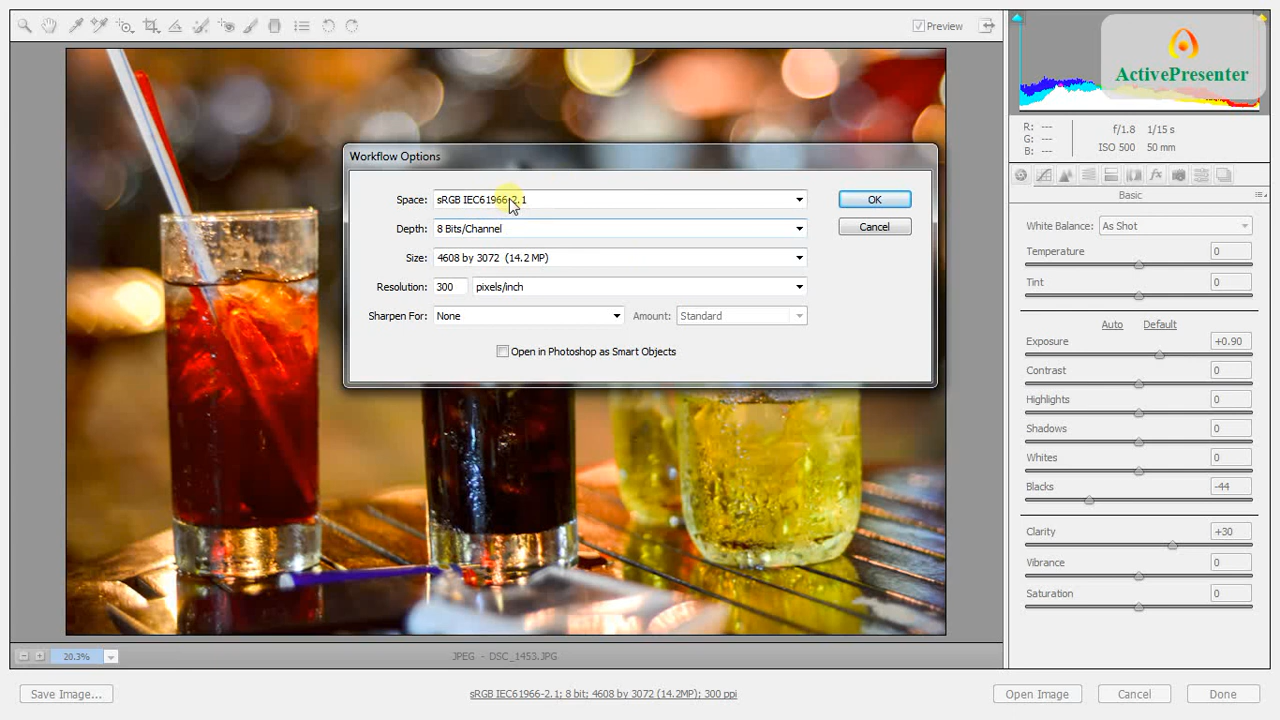 Preview
ActivePresenter
R: ---
G: ---
B: ---
f/1.8 1/15 s
ISO 500 50 mm
Workflow Options
Space: sRGB IEC61966-2.1
OK
Depth: 8 Bits/Channel
Cancel
Size: 4608 by 3072 (14.2 MP)
Resolution: 300 pixels/inch
Sharpen For: None Amount: Standard
Open in Photoshop as Smart Objects
Basic
White Balance: As Shot
Temperature 0
Tint 0
Auto Default
Exposure +0.90
Contrast 0
Highlights 0
Shadows 0
Whites 0
Blacks -44
Clarity +30
Vibrance 0
Saturation 0
20.3%
JPEG - DSC_1453.JPG
Save Image...
sRGB IEC61966-2.1; 8 bit; 4608 by 3072 (14.2MP); 300 ppi
Open Image
Cancel
Done